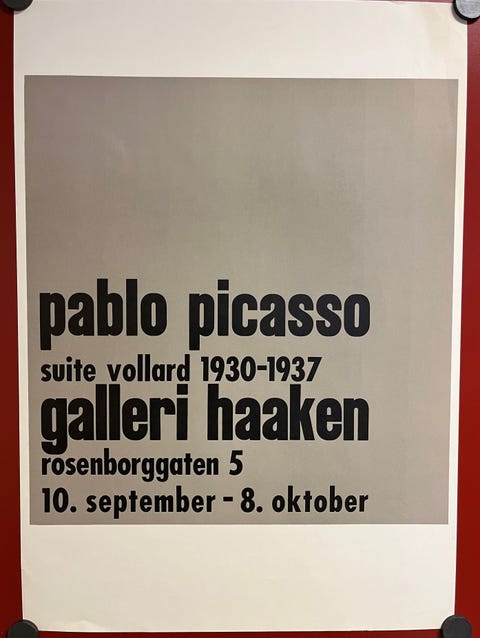 pablo picasso
suite vollard 1930-1937
galleri haaken
rosenborggaten 5
10. september - 8. oktober